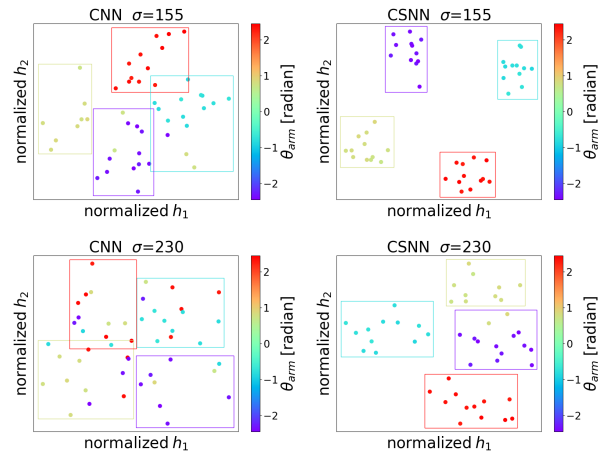 CNN σ=155
normalized h2
normalized h1
2
1
0
−1
−2
θarm [radian]
CSNN σ=155
normalized h2
normalized h1
2
1
0
−1
−2
θarm [radian]
CNN σ=230
normalized h2
normalized h1
2
1
0
−1
−2
θarm [radian]
CSNN σ=230
normalized h2
normalized h1
2
1
0
−1
−2
θarm [radian]